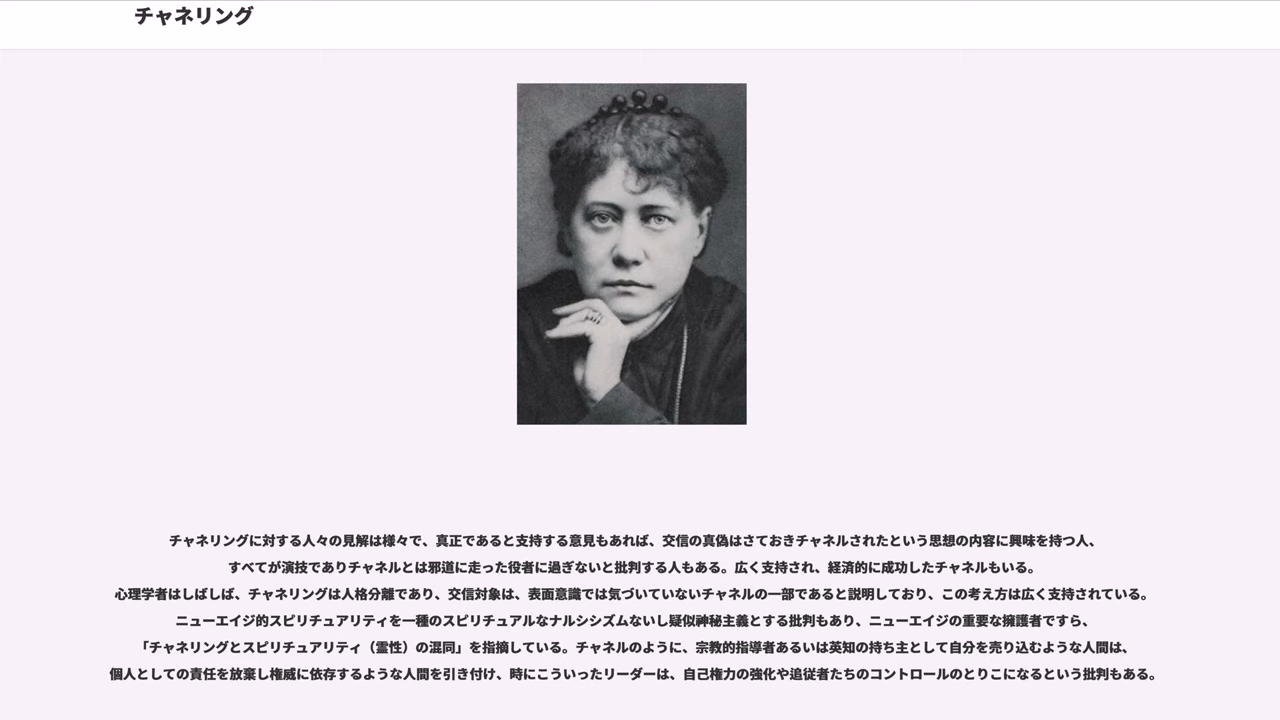 チャネリング
チャネリングに対する人々の見解は様々で、真正であると支持する意見もあれば、交信の真偽はさておきチャネルされたという思想の内容に興味を持つ人、
すべてが演技でありチャネルとは邪道に走った役者に過ぎないと批判する人もある。広く支持され、経済的に成功したチャネルもいる。
心理学者はしばしば、チャネリングは人格分離であり、交信対象は、表面意識では気づいていないチャネルの一部であると説明しており、この考え方は広く支持されている。
ニューエイジ的スピリチュアリティを一種のスピリチュアルなナルシシズムないし疑似神秘主義とする批判もあり、ニューエイジの重要な擁護者ですら、
「チャネリングとスピリチュアリティ（霊性）の混同」を指摘している。チャネルのように、宗教的指導者あるいは英知の持ち主として自分を売り込むような人間は、
個人としての責任を放棄し権威に依存するような人間を引き付け、時にこういったリーダーは、自己権力の強化や追従者たちのコントロールのとりこになるという批判もある。